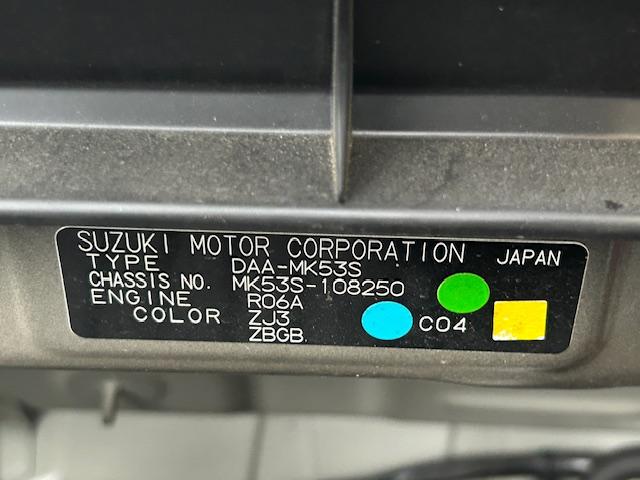 SUZUKI MOTOR CORPORATION JAPAN
TYPE DAA-MK53S
CHASSIS NO. MK53S-108250
ENGINE R06A
COLOR ZJ3 C04
ZBGB